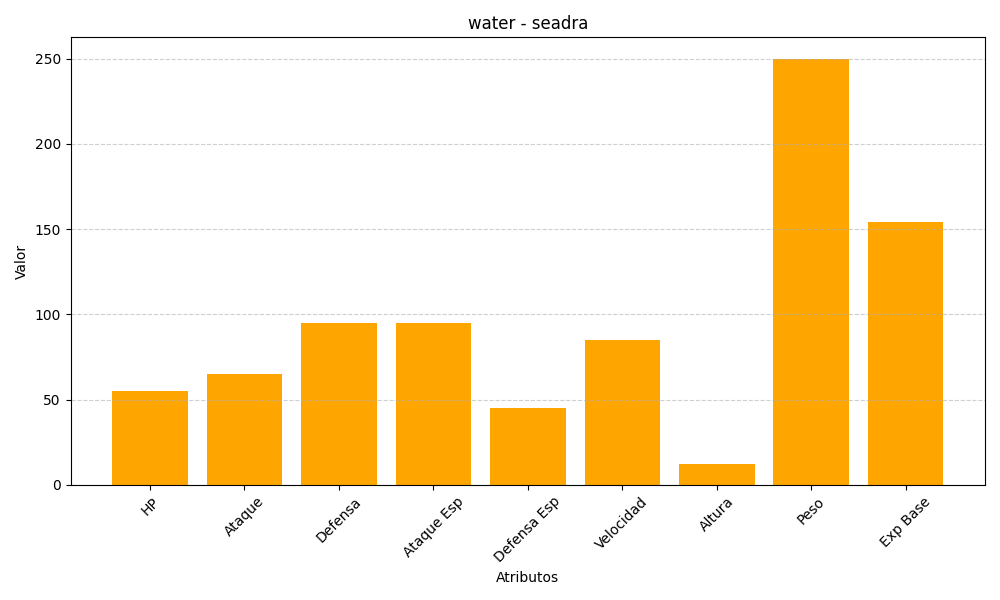 water - seadra
Valor
250
200
150
100
50
0
HP
Ataque
Defensa
Ataque Esp
Defensa Esp
Velocidad
Altura
Peso
Exp Base
Atributos